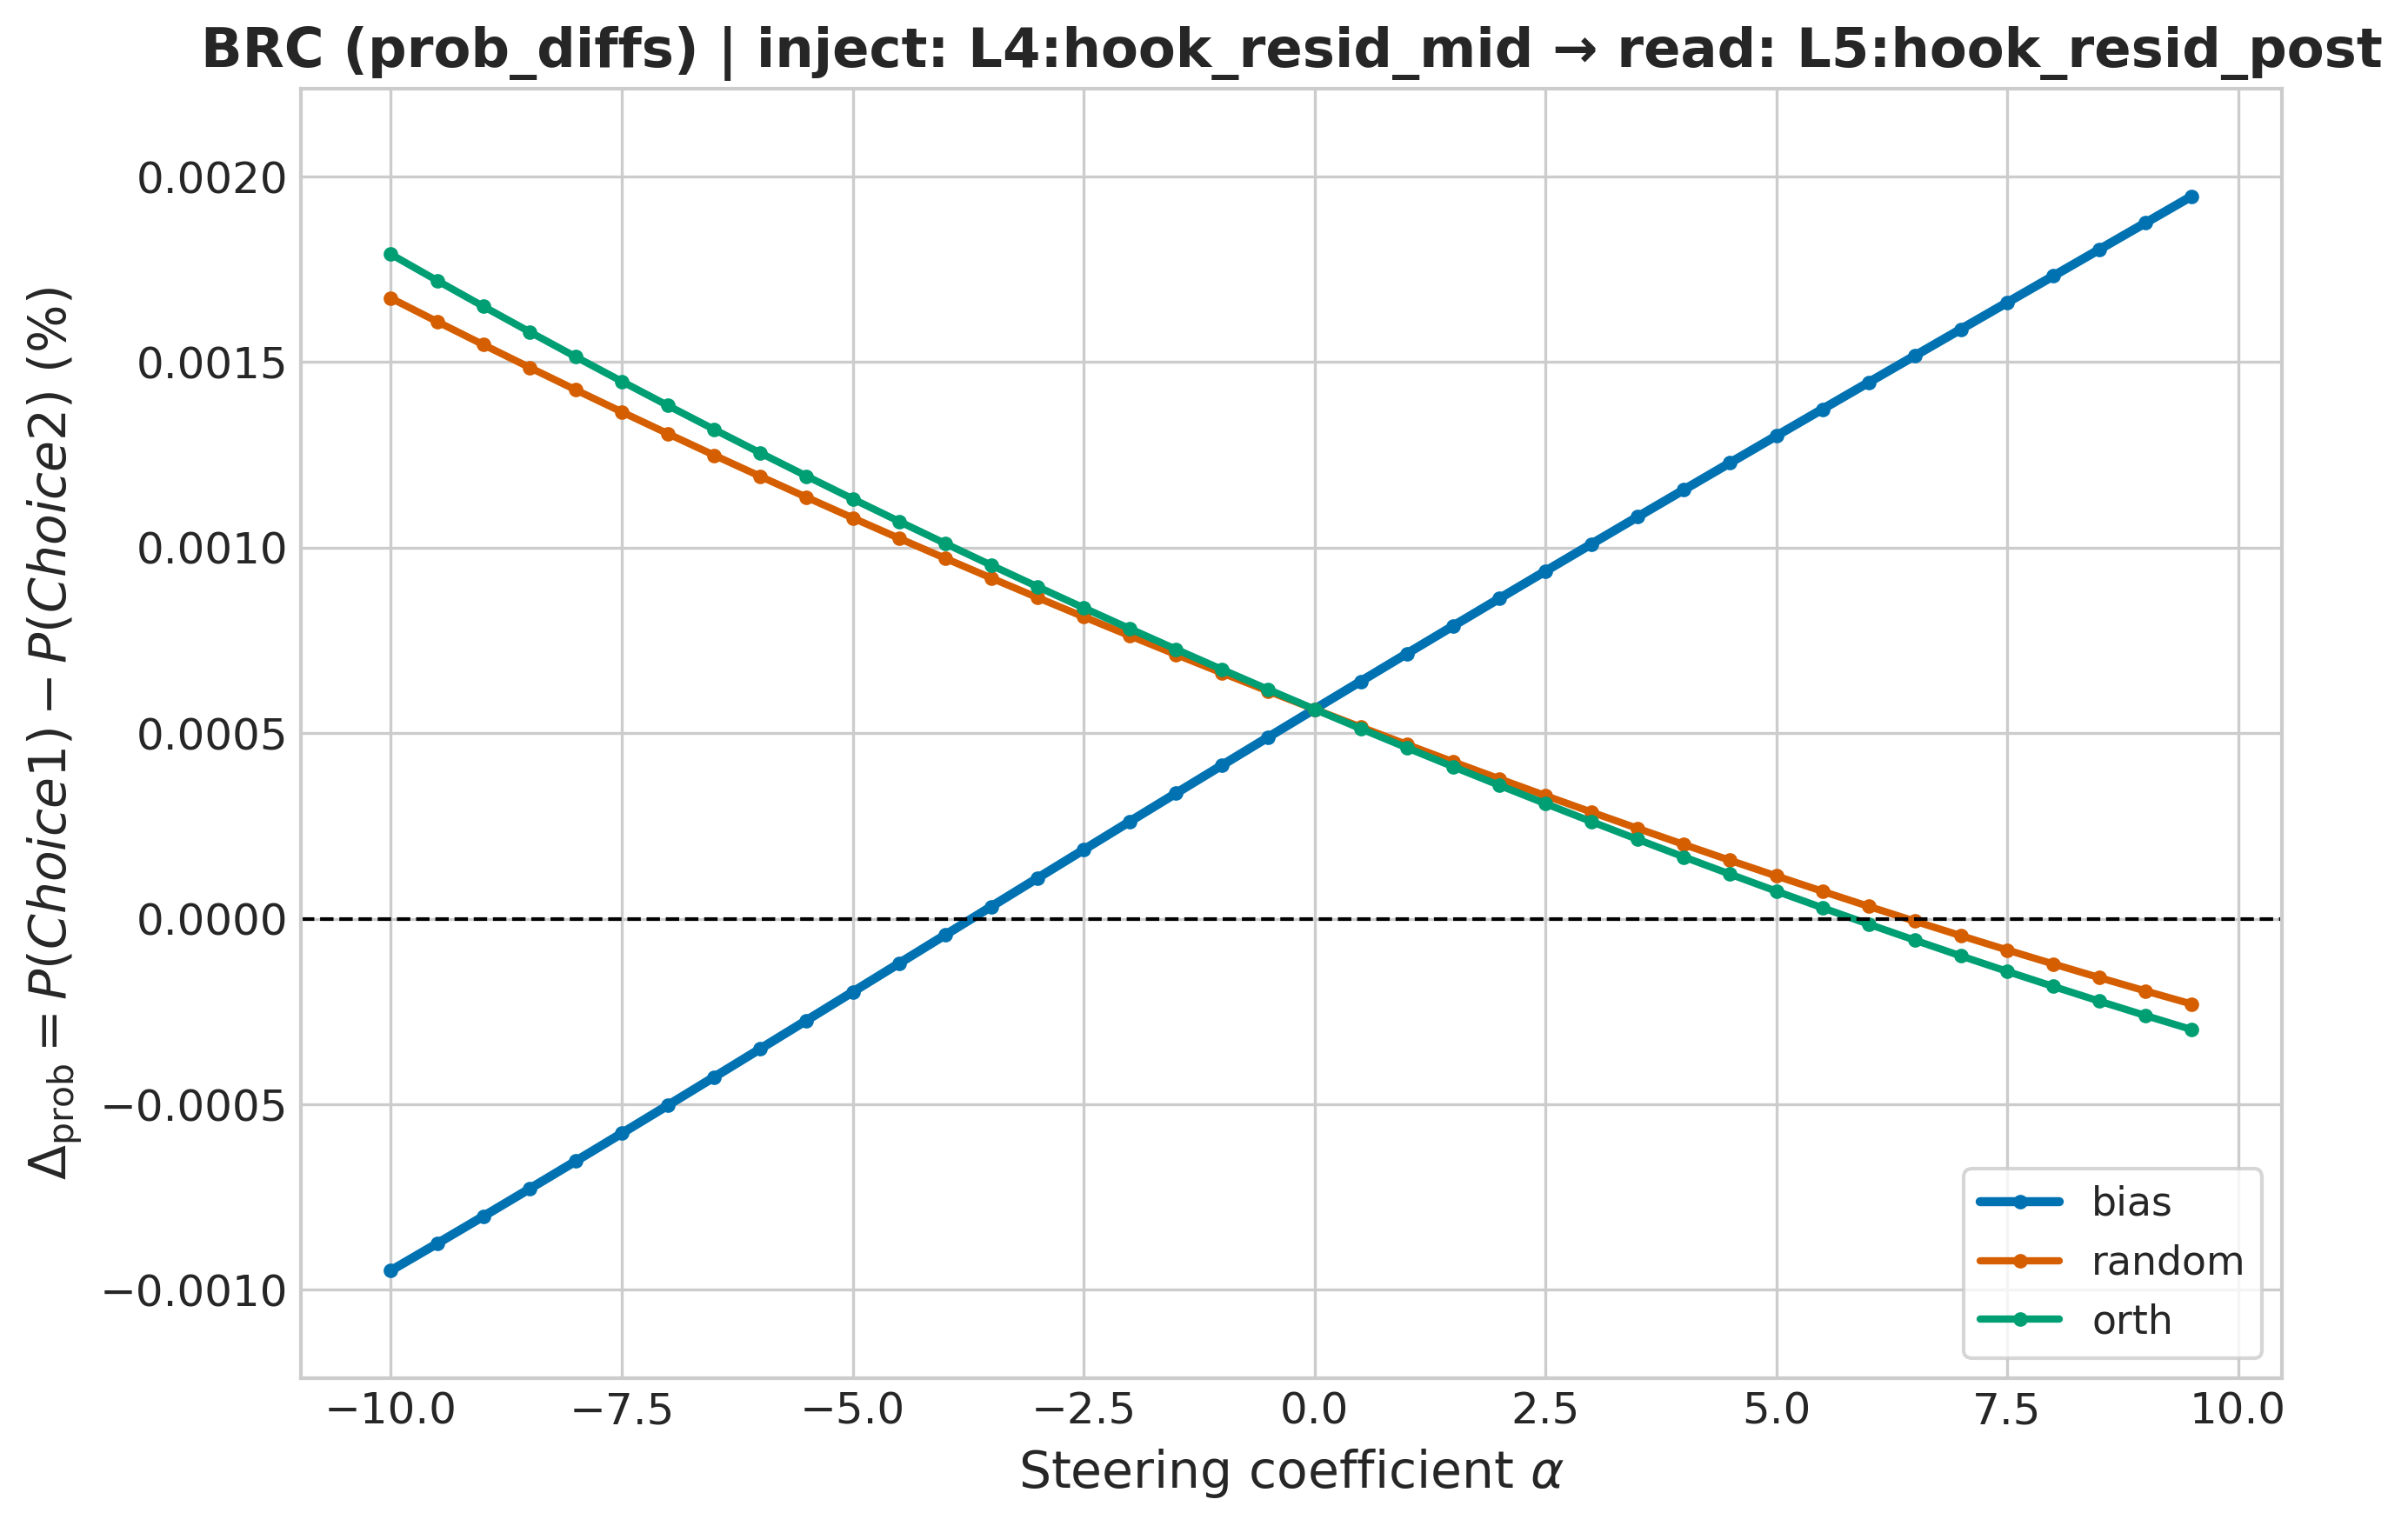 BRC (prob_diffs) | inject: L4:hook_resid_mid → read: L5:hook_resid_post
Δprob = P(Choice1) − P(Choice2) (%)
0.0020
0.0015
0.0010
0.0005
0.0000
−0.0005
−0.0010
bias
random
orth
−10.0 −7.5 −5.0 −2.5 0.0 2.5 5.0 7.5 10.0
Steering coefficient α